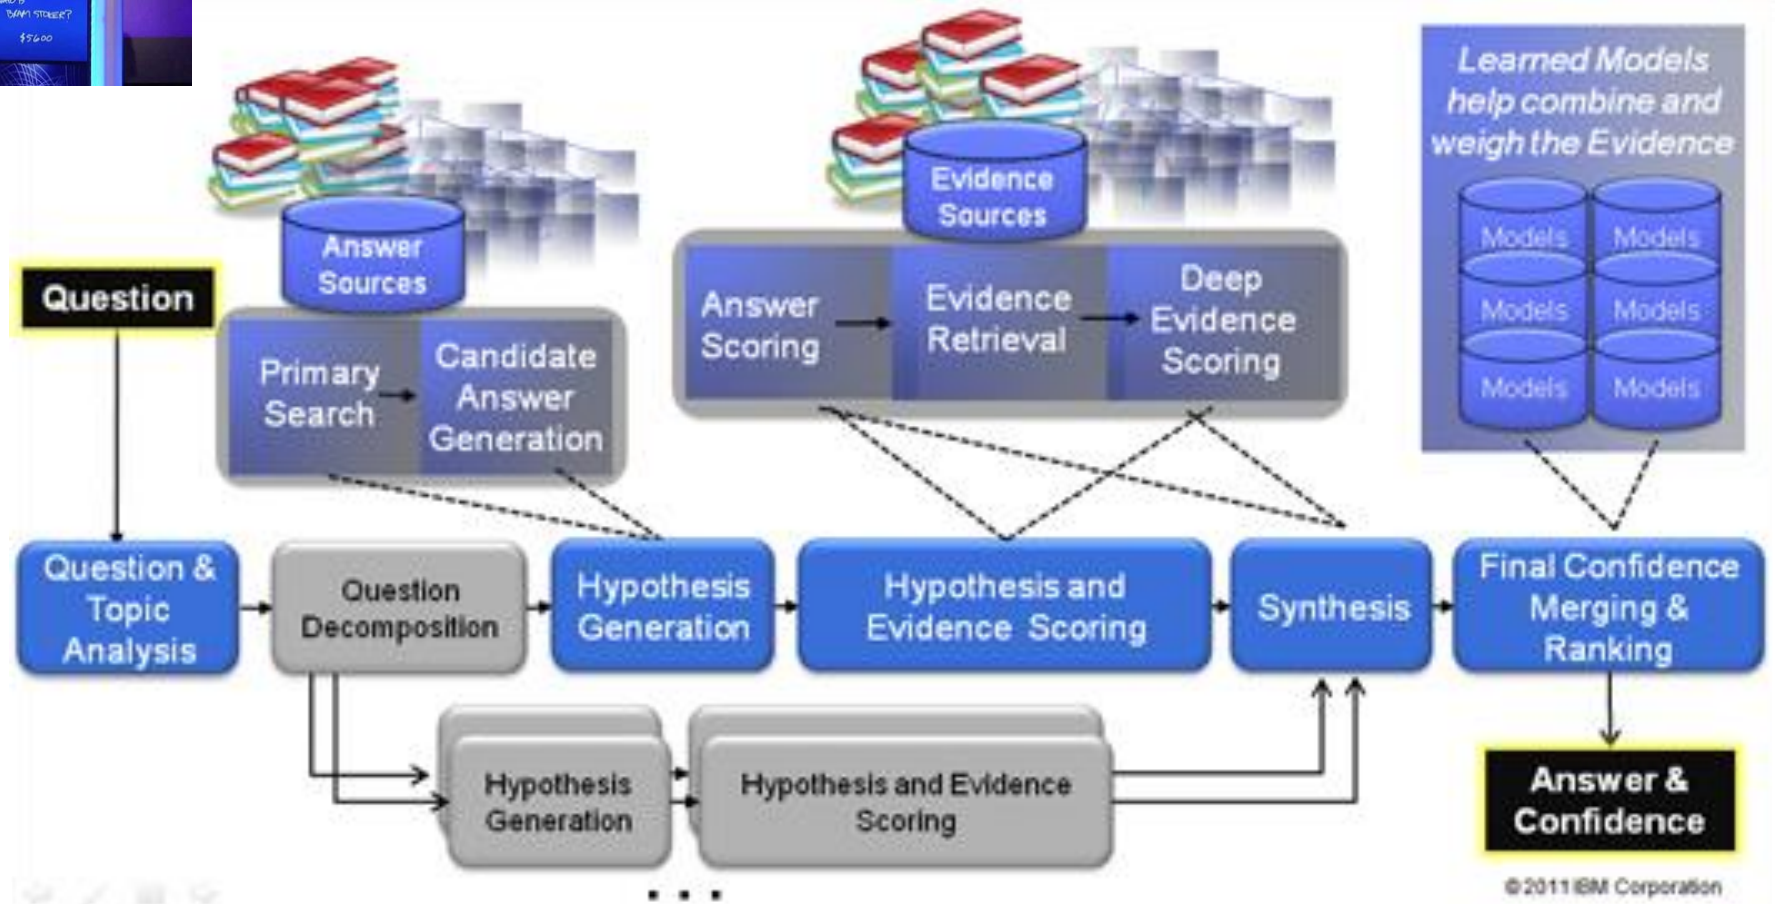 BRAM STOKER?
$5600
Learned Models
help combine and
weigh the Evidence
Models
Models
Models
Models
Models
Models
Answer
Sources
Evidence
Sources
Question
Primary
Search
Candidate
Answer
Generation
Answer
Scoring
Evidence
Retrieval
Deep
Evidence
Scoring
Question &
Topic
Analysis
Question
Decomposition
Hypothesis
Generation
Hypothesis and
Evidence Scoring
Synthesis
Final Confidence
Merging &
Ranking
Hypothesis
Generation
Hypothesis and Evidence
Scoring
Answer &
Confidence
. . .
©2011 IBM Corporation